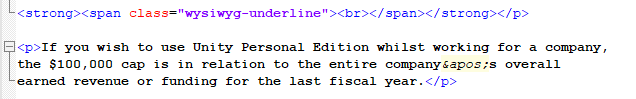 <strong><span class="wysiwyg-underline"><br></span></strong></p>
<p>If you wish to use Unity Personal Edition whilst working for a company,
the $100,000 cap is in relation to the entire company&apos;s overall
earned revenue or funding for the last fiscal year.</p>